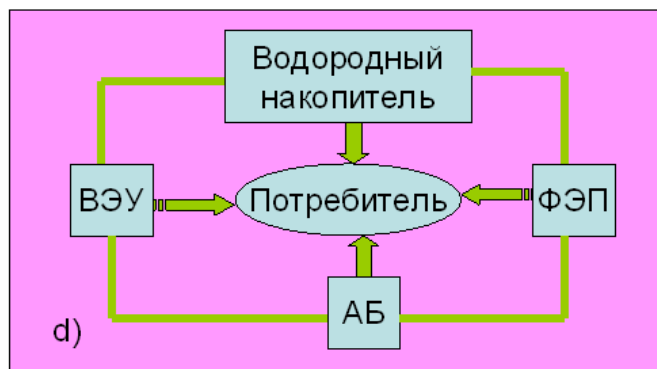 Водородный
накопитель
ВЭУ
Потребитель
ФЭП
АБ
d)